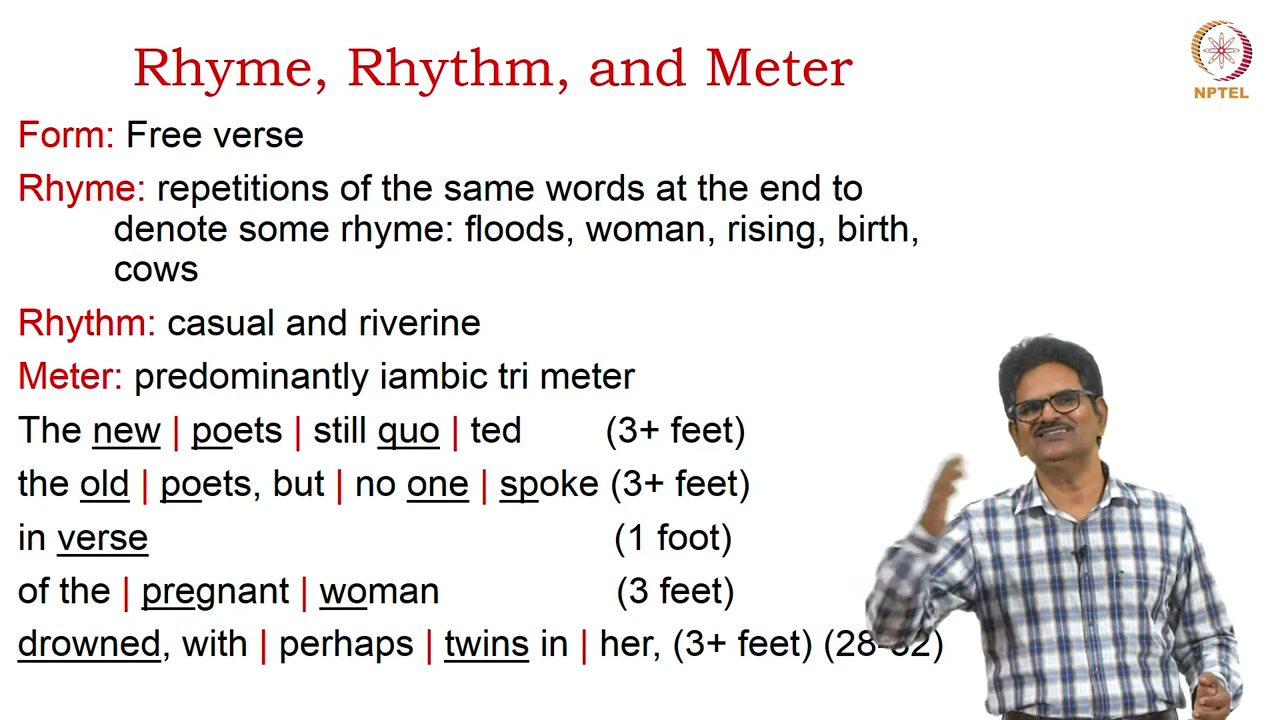 Rhyme, Rhythm, and Meter
NPTEL
Form: Free verse
Rhyme: repetitions of the same words at the end to
denote some rhyme: floods, woman, rising, birth,
cows
Rhythm: casual and riverine
Meter: predominantly iambic tri meter
The new | poets | still quo | ted (3+ feet)
the old | poets, but | no one | spoke (3+ feet)
in verse (1 foot)
of the | pregnant | woman (3 feet)
drowned, with | perhaps | twins in | her, (3+ feet) (28-32)